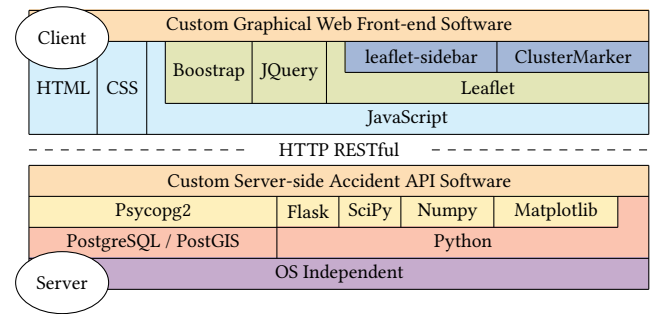 Custom Graphical Web Front-end Software
Client
leaflet-sidebar ClusterMarker
Boostrap JQuery
HTML CSS Leaflet
JavaScript
HTTP RESTful
Custom Server-side Accident API Software
Psycopg2 Flask SciPy Numpy Matplotlib
PostgreSQL / PostGIS Python
OS Independent
Server